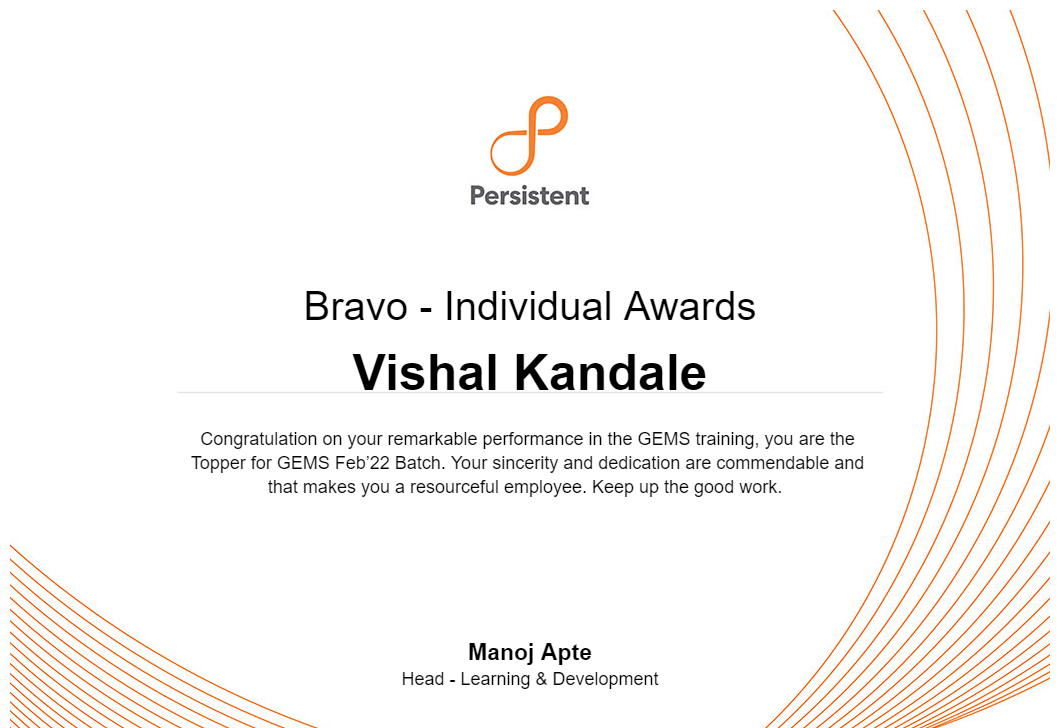 Persistent
Bravo - Individual Awards
Vishal Kandale
Congratulation on your remarkable performance in the GEMS training, you are the
Topper for GEMS Feb'22 Batch. Your sincerity and dedication are commendable and
that makes you a resourceful employee. Keep up the good work.
Manoj Apte
Head - Learning & Development